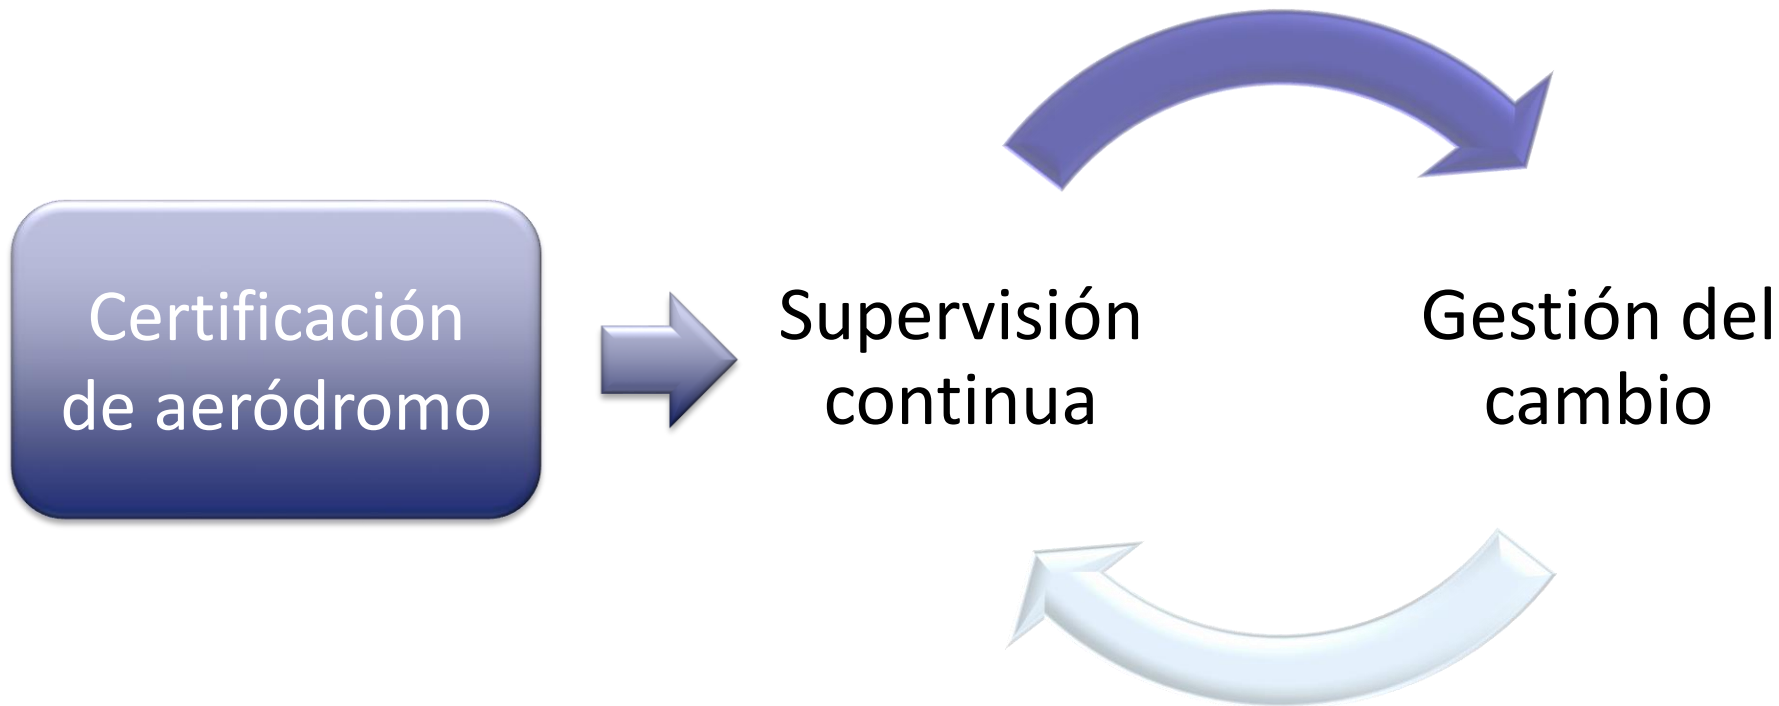 Certificación
de aeródromo
Supervisión
continua
Gestión del
cambio